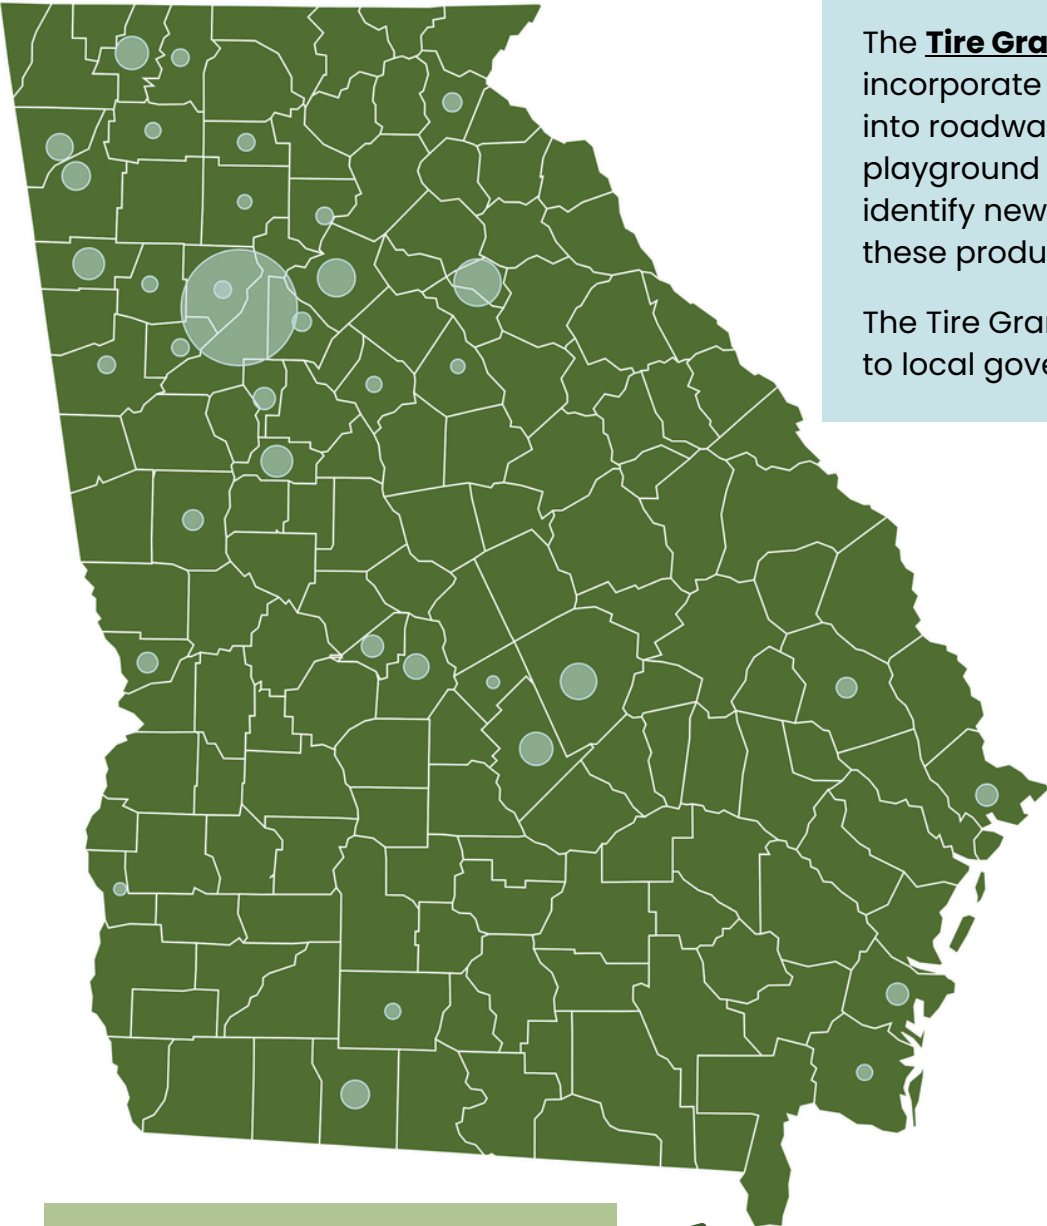 The Tire Gra
incorporate
into roadwa
playground
identify new
these produ
The Tire Gra
to local gove